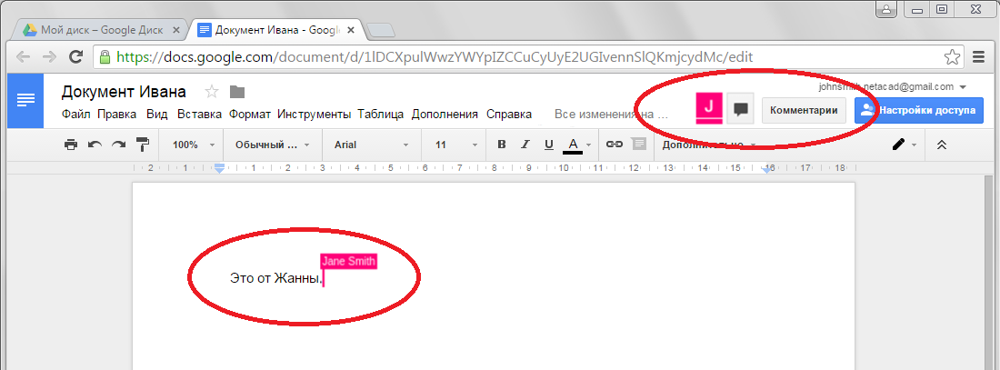 Мой диск – Google Диск
Документ Ивана - Goog
https://docs.google.com/document/d/1lDCXpulWwzYWYpIZCCuCyUyE2UGIvennSlQKmjcydMc/edit
johnsmith.netacad@gmail.com
Документ Ивана
J
Комментарии
Настройки доступа
Файл Правка Вид Вставка Формат Инструменты Таблица Дополнения Справка Все изменения на ...
100% Обычный ... Arial 11 B I U A Дополнительно
2 1 1 2 3 4 5 6 7 8 9 10 11 12 13 14 15 16 17 18
Jane Smith
Это от Жанны.